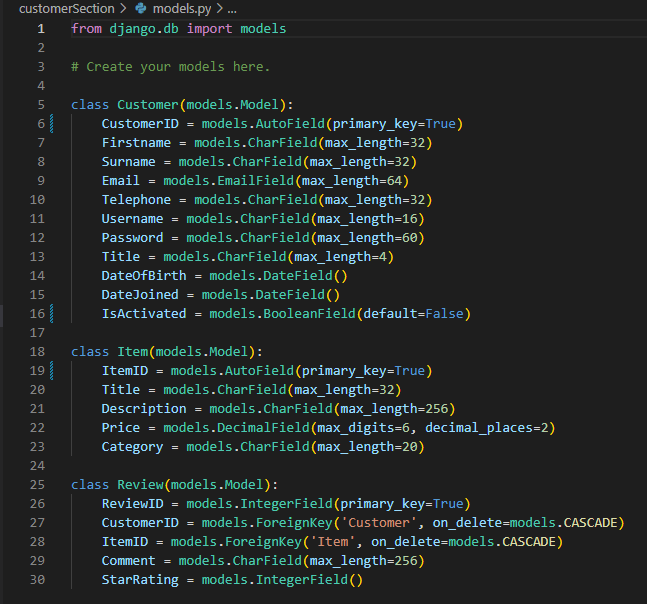 customerSection > models.py > ...
1 from django.db import models
2
3 # Create your models here.
4
5 class Customer(models.Model):
6     CustomerID = models.AutoField(primary_key=True)
7     Firstname = models.CharField(max_length=32)
8     Surname = models.CharField(max_length=32)
9     Email = models.EmailField(max_length=64)
10     Telephone = models.CharField(max_length=32)
11     Username = models.CharField(max_length=16)
12     Password = models.CharField(max_length=60)
13     Title = models.CharField(max_length=4)
14     DateOfBirth = models.DateField()
15     DateJoined = models.DateField()
16     IsActivated = models.BooleanField(default=False)
17
18 class Item(models.Model):
19     ItemID = models.AutoField(primary_key=True)
20     Title = models.CharField(max_length=32)
21     Description = models.CharField(max_length=256)
22     Price = models.DecimalField(max_digits=6, decimal_places=2)
23     Category = models.CharField(max_length=20)
24
25 class Review(models.Model):
26     ReviewID = models.IntegerField(primary_key=True)
27     CustomerID = models.ForeignKey('Customer', on_delete=models.CASCADE)
28     ItemID = models.ForeignKey('Item', on_delete=models.CASCADE)
29     Comment = models.CharField(max_length=256)
30     StarRating = models.IntegerField()